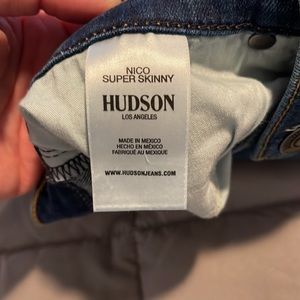 NICO
SUPER SKINNY
HUDSON
LOS ANGELES
MADE IN MEXICO
HECHO EN MÉXICO
FABRIQUÉ AU MEXIQUE
WWW.HUDSONJEANS.COM